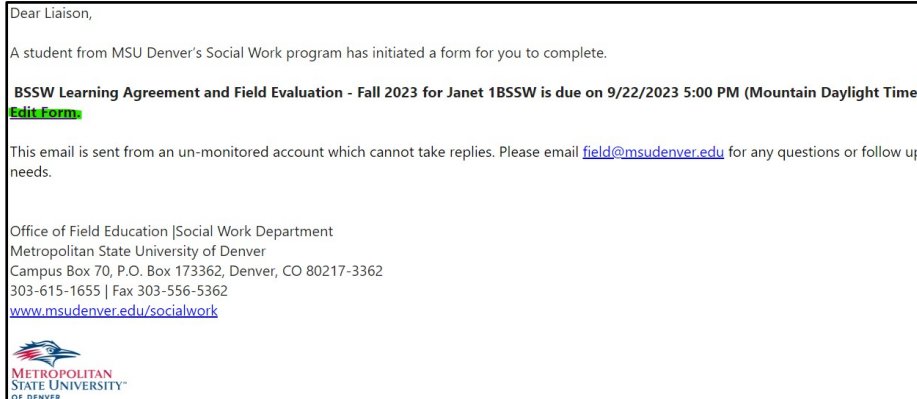 Dear Liaison,
A student from MSU Denver's Social Work program has initiated a form for you to complete.
BSSW Learning Agreement and Field Evaluation - Fall 2023 for Janet 1BSSW is due on 9/22/2023 5:00 PM (Mountain Daylight Time
Edit Form.
This email is sent from an un-monitored account which cannot take replies. Please email field@msudenver.edu for any questions or follow up
needs.
Office of Field Education |Social Work Department
Metropolitan State University of Denver
Campus Box 70, P.O. Box 173362, Denver, CO 80217-3362
303-615-1655 | Fax 303-556-5362
www.msudenver.edu/socialwork
METROPOLITAN
STATE UNIVERSITY™
OF DENVER